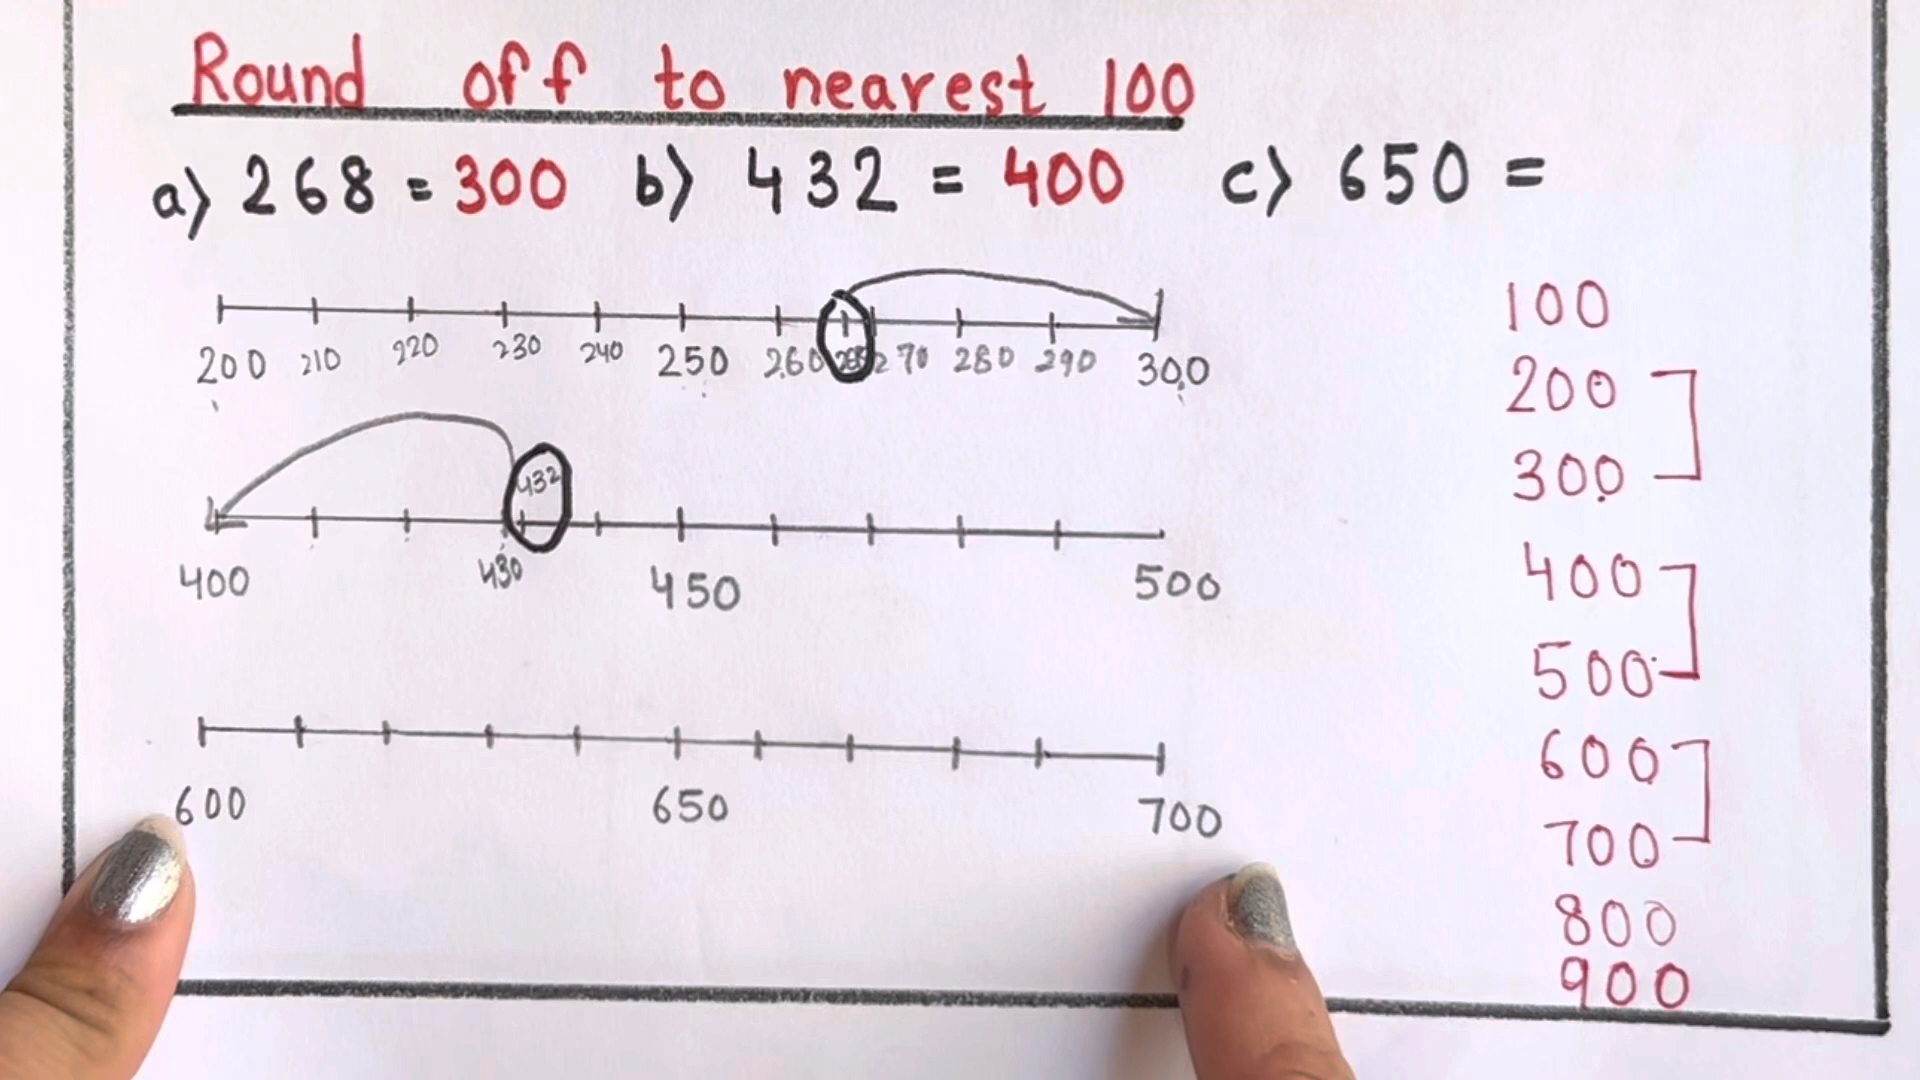 Round off to nearest 100
a) 268 = 300 b) 432 = 400 c) 650 =
200 210 220 230 240 250 260 268 270 280 290 300
432
400 430 450 500
600 650 700
100
200
300
400
500
600
700
800
900